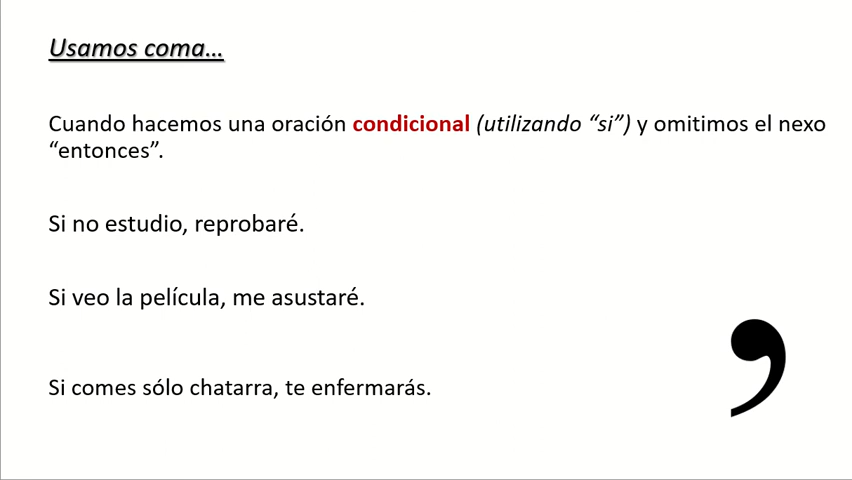 Usamos coma…
Cuando hacemos una oración condicional (utilizando “si”) y omitimos el nexo
“entonces”.
Si no estudio, reprobaré.
Si veo la película, me asustaré.
Si comes sólo chatarra, te enfermarás.
,